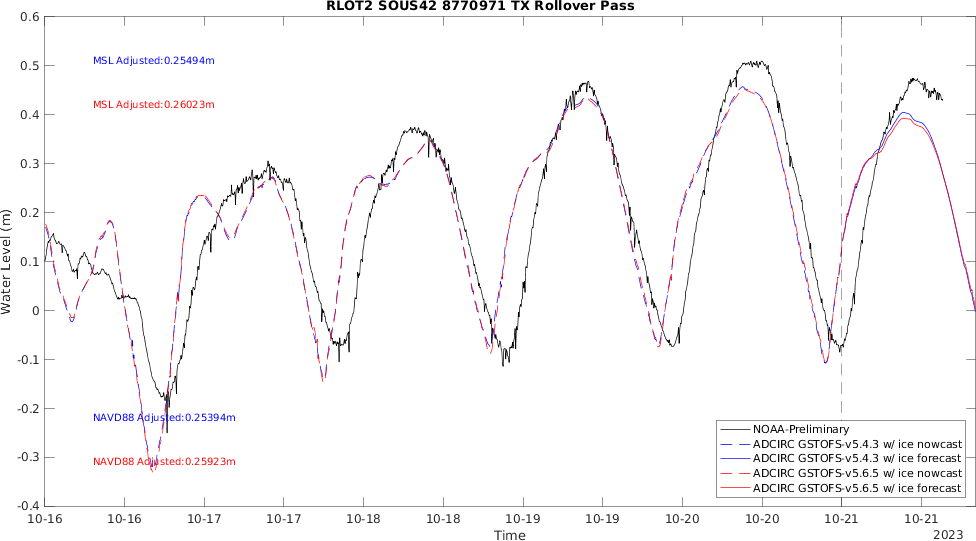 RLOT2 SOUS42 8770971 TX Rollover Pass
0.6
0.5
0.4
0.3
0.2
0.1
0
-0.1
-0.2
-0.3
-0.4
Water Level (m)
MSL Adjusted:0.25494m
MSL Adjusted:0.26023m
NAVD88 Adjusted:0.25394m
NAVD88 Adjusted:0.25923m
NOAA-Preliminary
ADCIRC GSTOFS-v5.4.3 w/ ice nowcast
ADCIRC GSTOFS-v5.4.3 w/ ice forecast
ADCIRC GSTOFS-v5.6.5 w/ ice nowcast
ADCIRC GSTOFS-v5.6.5 w/ ice forecast
10-16 10-16 10-17 10-17 10-18 10-18 10-19 10-19 10-20 10-20 10-21 10-21
Time
2023